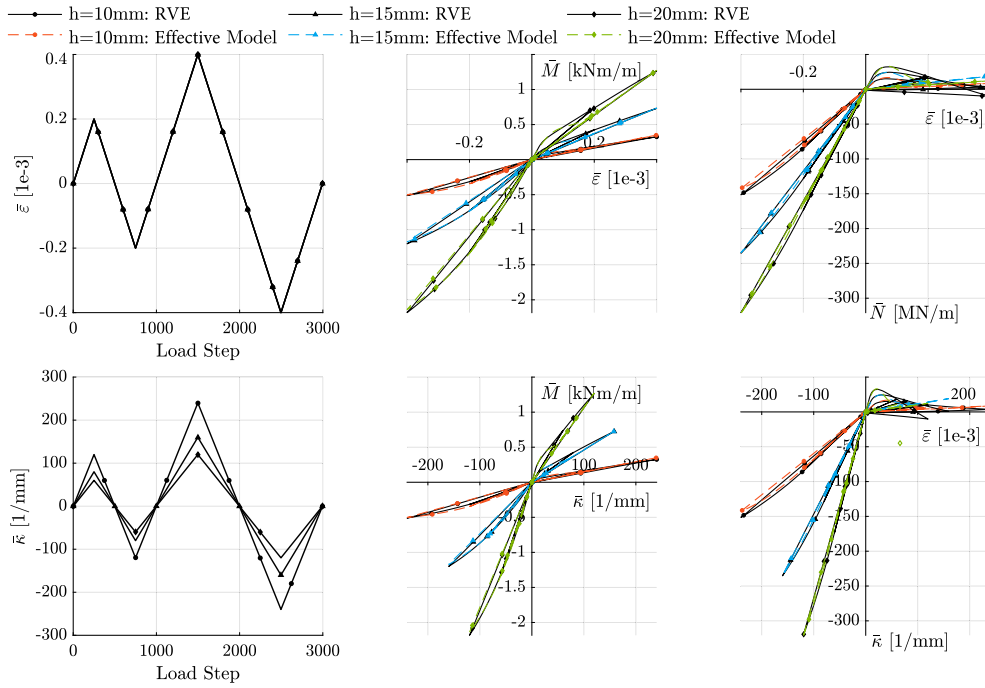 h=10mm: RVE h=15mm: RVE h=20mm: RVE
h=10mm: Effective Model h=15mm: Effective Model h=20mm: Effective Model
0.4
0.2
0
-0.2
-0.4
ε̄ [1e-3]
0 1000 2000 3000
Load Step
M̄ [kNm/m]
1
0.5
-0.2 0.2
ε̄ [1e-3]
-0.5
-1
-1.5
-2
-0.2
ε̄ [1e-3]
-50
-100
-150
-200
-250
-300
N̄ [MN/m]
300
200
100
0
-100
-200
-300
κ̄ [1/mm]
0 1000 2000 3000
Load Step
M̄ [kNm/m]
1
0.5
-200 -100 100 200
κ̄ [1/mm]
-0.5
-1
-1.5
-2
-200 -100 200
ε̄ [1e-3]
-50
-100
-150
-200
-250
-300
κ̄ [1/mm]